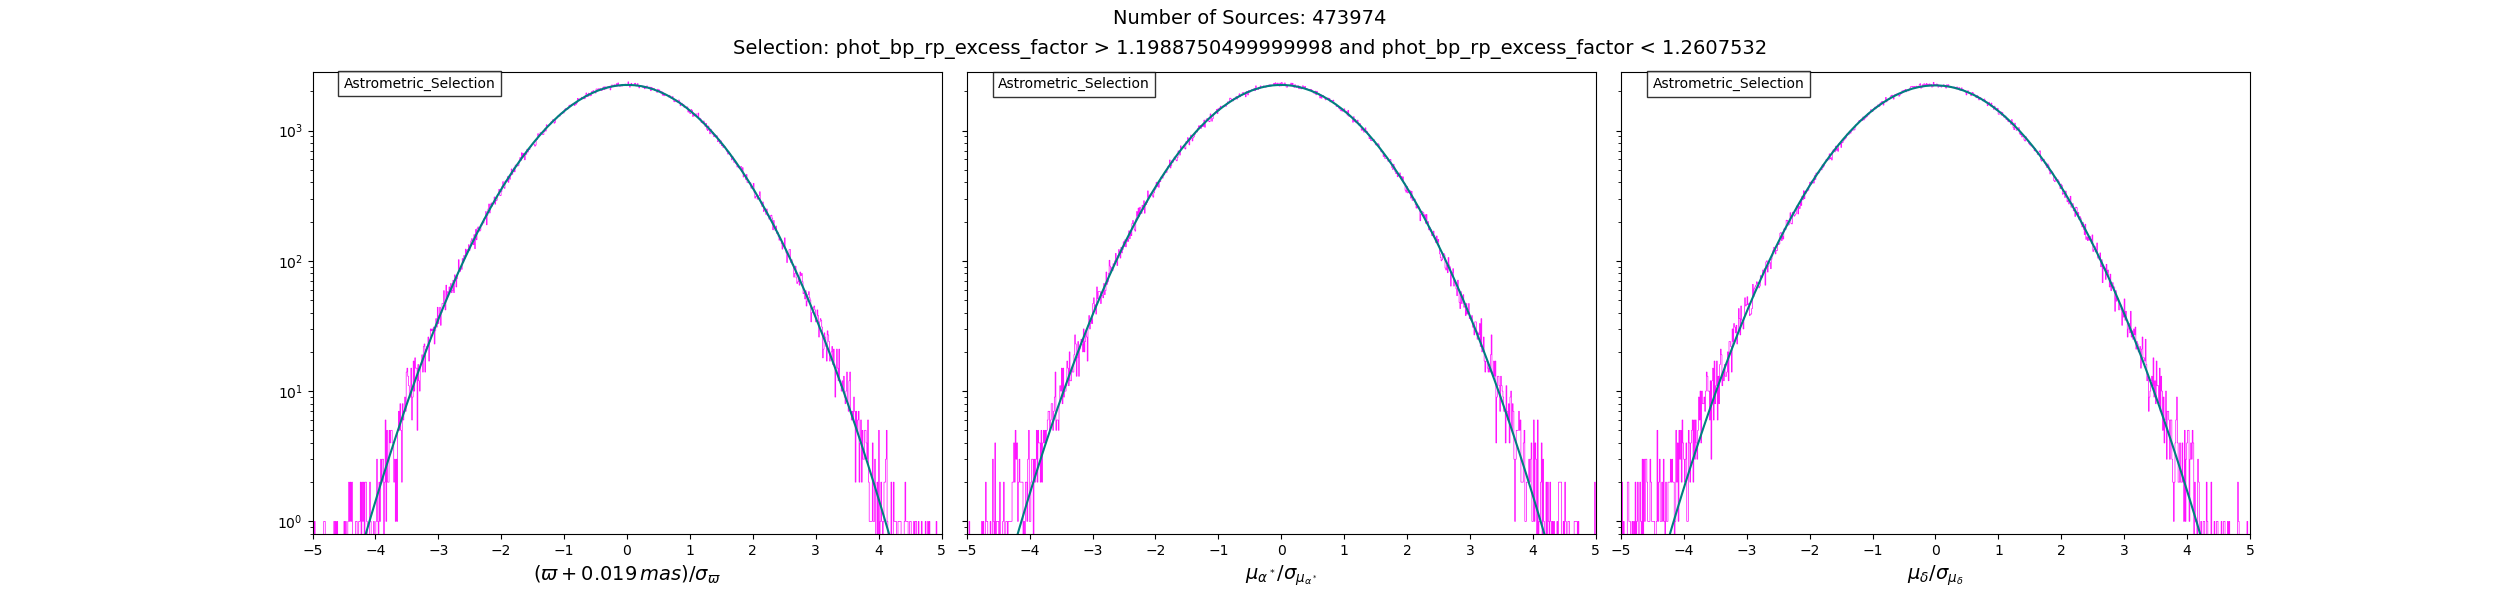 Number of Sources: 473974
Selection: phot_bp_rp_excess_factor > 1.1988750499999998 and phot_bp_rp_excess_factor < 1.2607532
Astrometric_Selection
Astrometric_Selection
Astrometric_Selection
10³
10²
10¹
10⁰
−5 −4 −3 −2 −1 0 1 2 3 4 5
−5 −4 −3 −2 −1 0 1 2 3 4 5
−5 −4 −3 −2 −1 0 1 2 3 4 5
(ϖ + 0.019 mas)/σ_ϖ
μ_α*/σ_μ_α*
μ_δ/σ_μ_δ